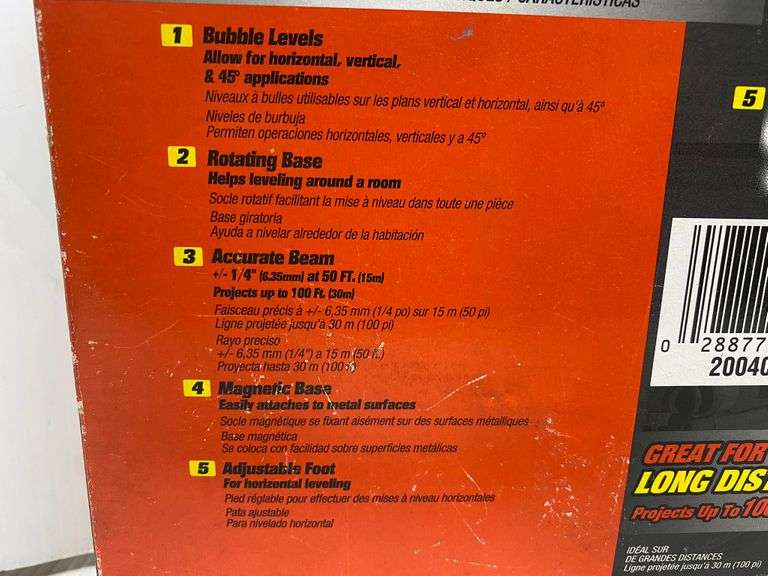 CARACTERÍSTICAS
1 Bubble Levels
Allow for horizontal, vertical,
& 45° applications
Niveaux à bulles utilisables sur les plans vertical et horizontal, ainsi qu'à 45°
Niveles de burbuja
Permiten operaciones horizontales, verticales y a 45°
2 Rotating Base
Helps leveling around a room
Socle rotatif facilitant la mise à niveau dans toute une pièce
Base giratoria
Ayuda a nivelar alrededor de la habitación
3 Accurate Beam
+/- 1/4" (6.35mm) at 50 FT. (15m)
Projects up to 100 Ft. (30m)
Faisceau précis à +/- 6,35 mm (1/4 po) sur 15 m (50 pi)
Ligne projetée jusqu'à 30 m (100 pi)
Rayo preciso
+/- 6,35 mm (1/4") a 15 m (50 ft.)
Proyecta hasta 30 m (100 )
4 Magnetic Base
Easily attaches to metal surfaces
Socle magnétique se fixant aisément sur des surfaces métalliques
Base magnética
Se coloca con facilidad sobre superficies metálicas
5 Adjustable Foot
For horizontal leveling
Pied réglable pour effectuer des mises à niveau horizontales
Pata ajustable
Para nivelado horizontal
5
0 28877
20040
GREAT FOR
LONG DIS
Projects Up To 10
IDÉAL SUR
DE GRANDES DISTANCES
Ligne projetée jusqu'à 30 m (100 pi)